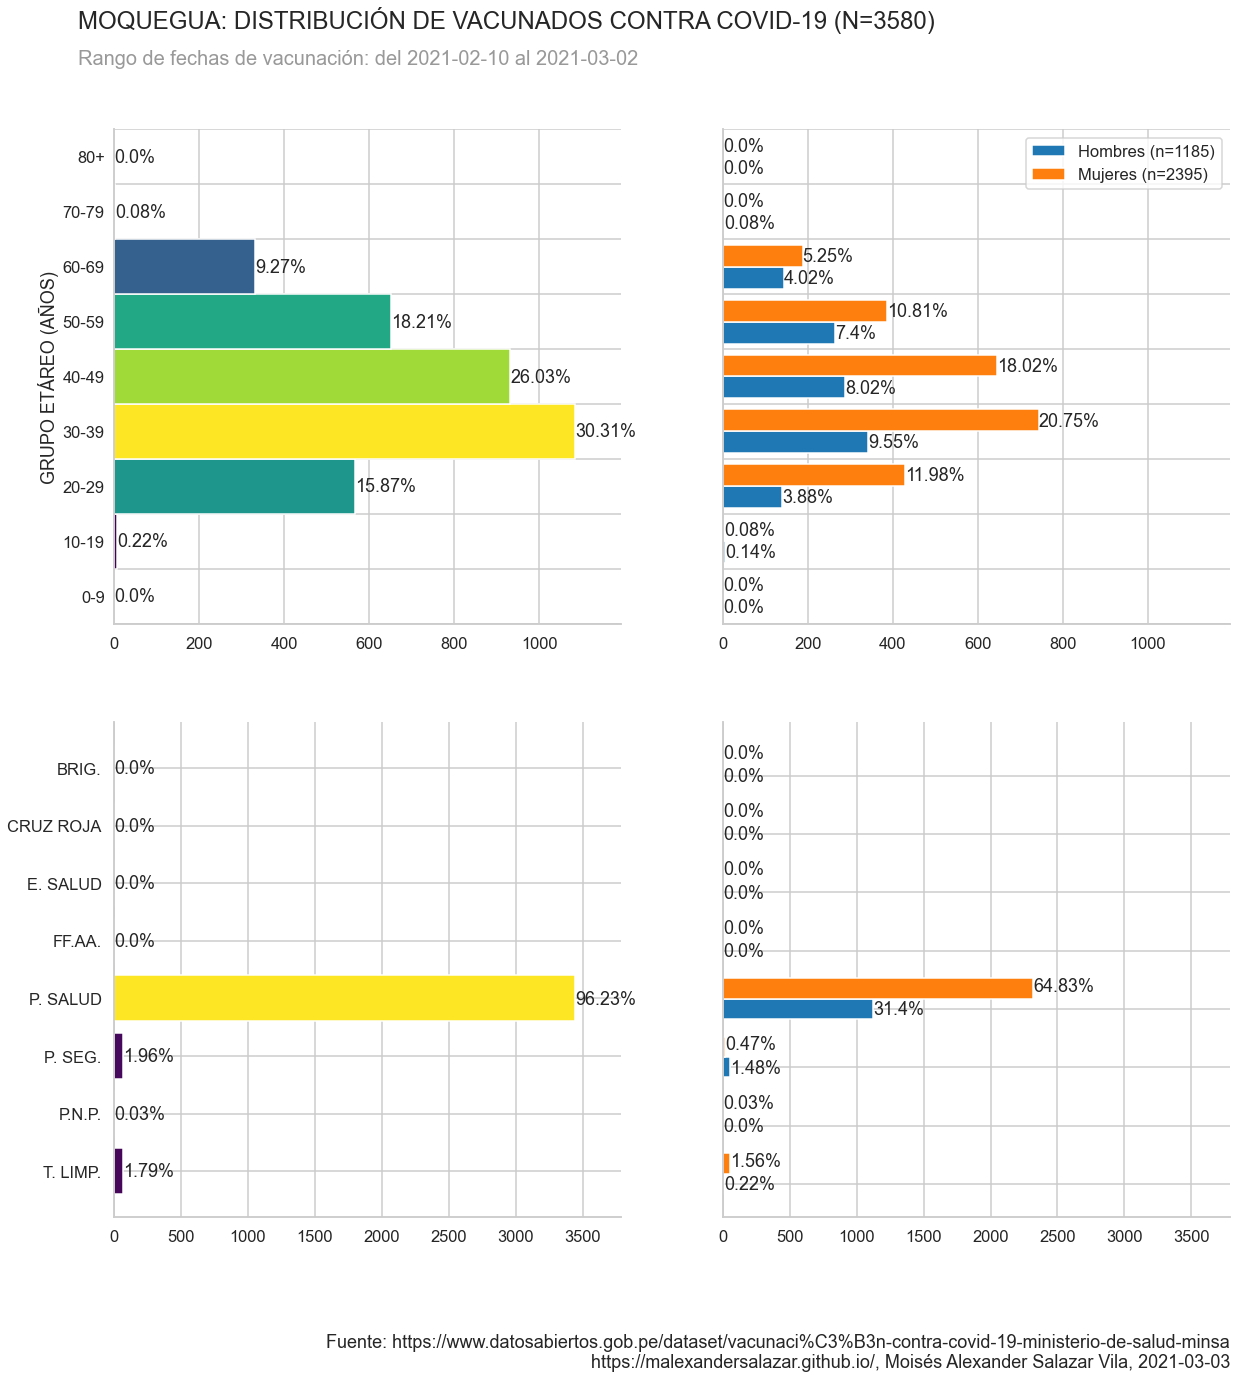 MOQUEGUA: DISTRIBUCIÓN DE VACUNADOS CONTRA COVID-19 (N=3580)
Rango de fechas de vacunación: del 2021-02-10 al 2021-03-02
GRUPO ETÁREO (AÑOS)
80+ 0.0%
70-79 0.08%
60-69 9.27%
50-59 18.21%
40-49 26.03%
30-39 30.31%
20-29 15.87%
10-19 0.22%
0-9 0.0%
0 200 400 600 800 1000
Hombres (n=1185)
Mujeres (n=2395)
0.0%
0.0%
0.0%
0.08%
5.25%
4.02%
10.81%
7.4%
18.02%
8.02%
20.75%
9.55%
11.98%
3.88%
0.08%
0.14%
0.0%
0.0%
0 200 400 600 800 1000
BRIG. 0.0%
CRUZ ROJA 0.0%
E. SALUD 0.0%
FF.AA. 0.0%
P. SALUD 96.23%
P. SEG. 1.96%
P.N.P. 0.03%
T. LIMP. 1.79%
0 500 1000 1500 2000 2500 3000 3500
0.0%
0.0%
0.0%
0.0%
0.0%
0.0%
0.0%
0.0%
64.83%
31.4%
0.47%
1.48%
0.03%
0.0%
1.56%
0.22%
0 500 1000 1500 2000 2500 3000 3500
Fuente: https://www.datosabiertos.gob.pe/dataset/vacunaci%C3%B3n-contra-covid-19-ministerio-de-salud-minsa
https://malexandersalazar.github.io/, Moisés Alexander Salazar Vila, 2021-03-03